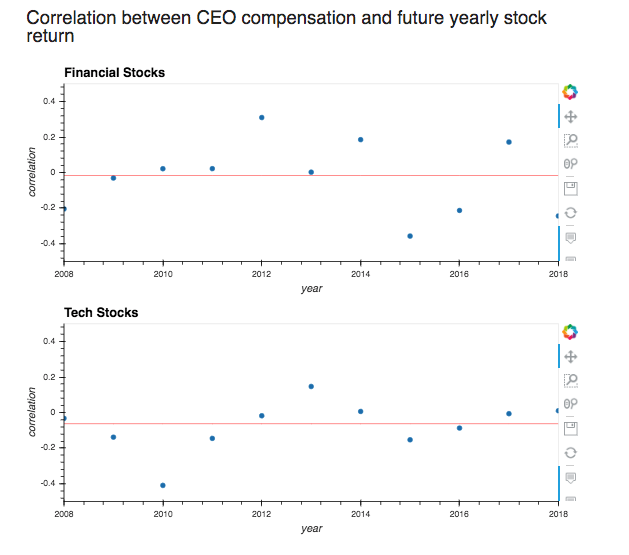 Correlation between CEO compensation and future yearly stock
return
Financial Stocks
0.4
0.2
0
-0.2
-0.4
correlation
2008 2010 2012 2014 2016 2018
year
Tech Stocks
0.4
0.2
0
-0.2
-0.4
correlation
2008 2010 2012 2014 2016 2018
year